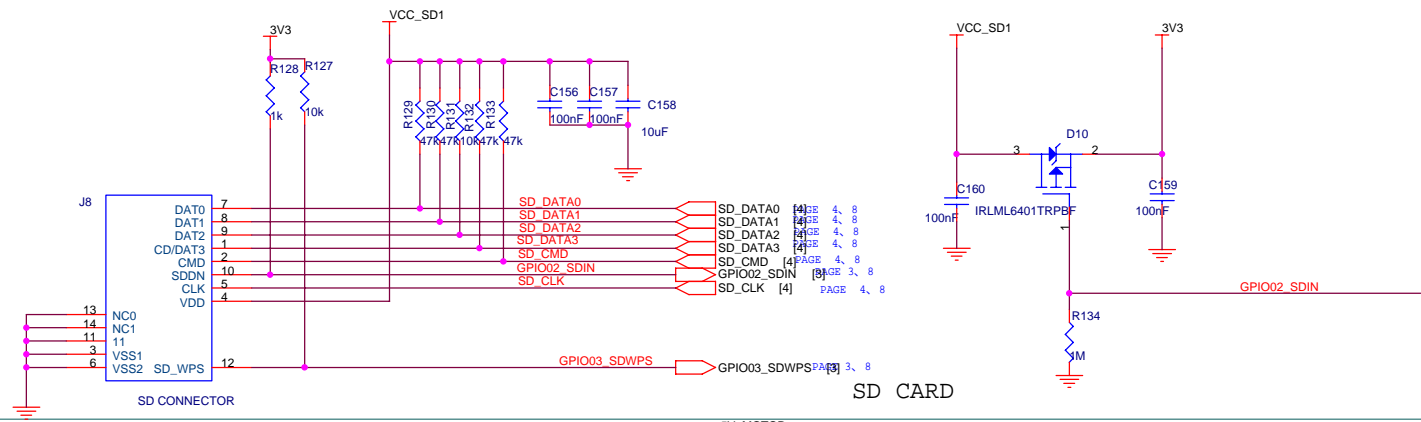 VCC_SD1
3V3
R128
R127
1k
10k
R129
R130
R131
R132
R133
47k
47k
10k
47k
47k
C156
C157
C158
100nF
100nF
10uF
J8
DAT0
7
SD_DATA0
SD_DATA0 [4]
PAGE 4、8
DAT1
8
SD_DATA1
SD_DATA1 [4]
PAGE 4、8
DAT2
9
SD_DATA2
SD_DATA2 [4]
PAGE 4、8
CD/DAT3
1
SD_DATA3
SD_DATA3 [4]
PAGE 4、8
CMD
2
SD_CMD
SD_CMD [4]
PAGE 4、8
SDDN
10
GPIO02_SDIN
GPIO02_SDIN [3]
PAGE 3、8
CLK
5
SD_CLK
SD_CLK [4]
PAGE 4、8
VDD
4
13
NC0
14
NC1
11
11
3
VSS1
6
VSS2
SD_WPS
12
GPIO03_SDWPS
GPIO03_SDWPS [3]
PAGE 3、8
SD CONNECTOR
SD CARD
VCC_SD1
3V3
D10
3
2
1
C160
100nF
IRLML6401TRPBF
C159
100nF
GPIO02_SDIN
R134
1M